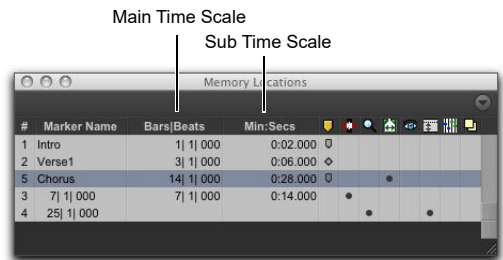 Main Time Scale
Sub Time Scale
Memory Locations
# Marker Name Bars|Beats Min:Secs
1 Intro 1| 1| 000 0:02.000
2 Verse1 3| 1| 000 0:06.000
5 Chorus 14| 1| 000 0:28.000
3 7| 1| 000 7| 1| 000 0:14.000
4 25| 1| 000